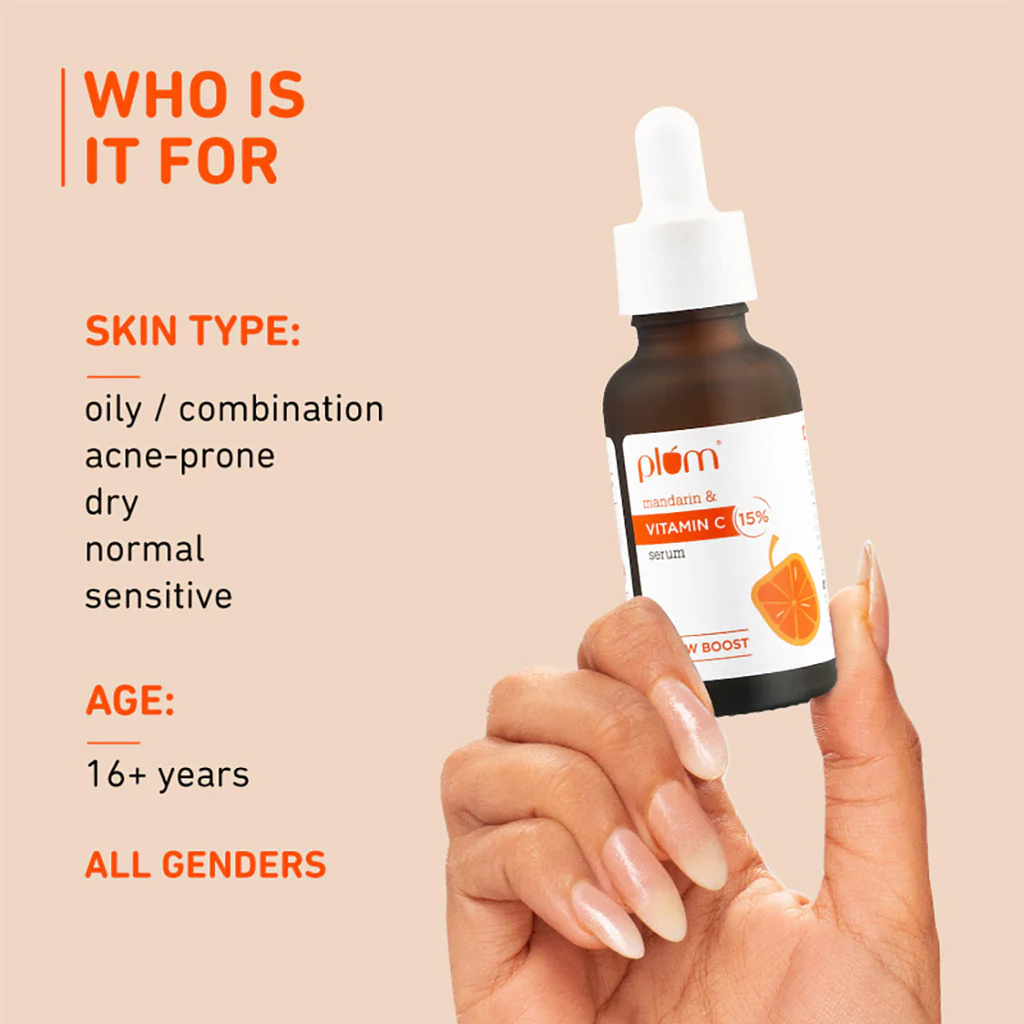 WHO IS
IT FOR
SKIN TYPE:
oily / combination
acne-prone
dry
normal
sensitive
AGE:
16+ years
ALL GENDERS
plum®
mandarin &
VITAMIN C 15%
serum
BOOST